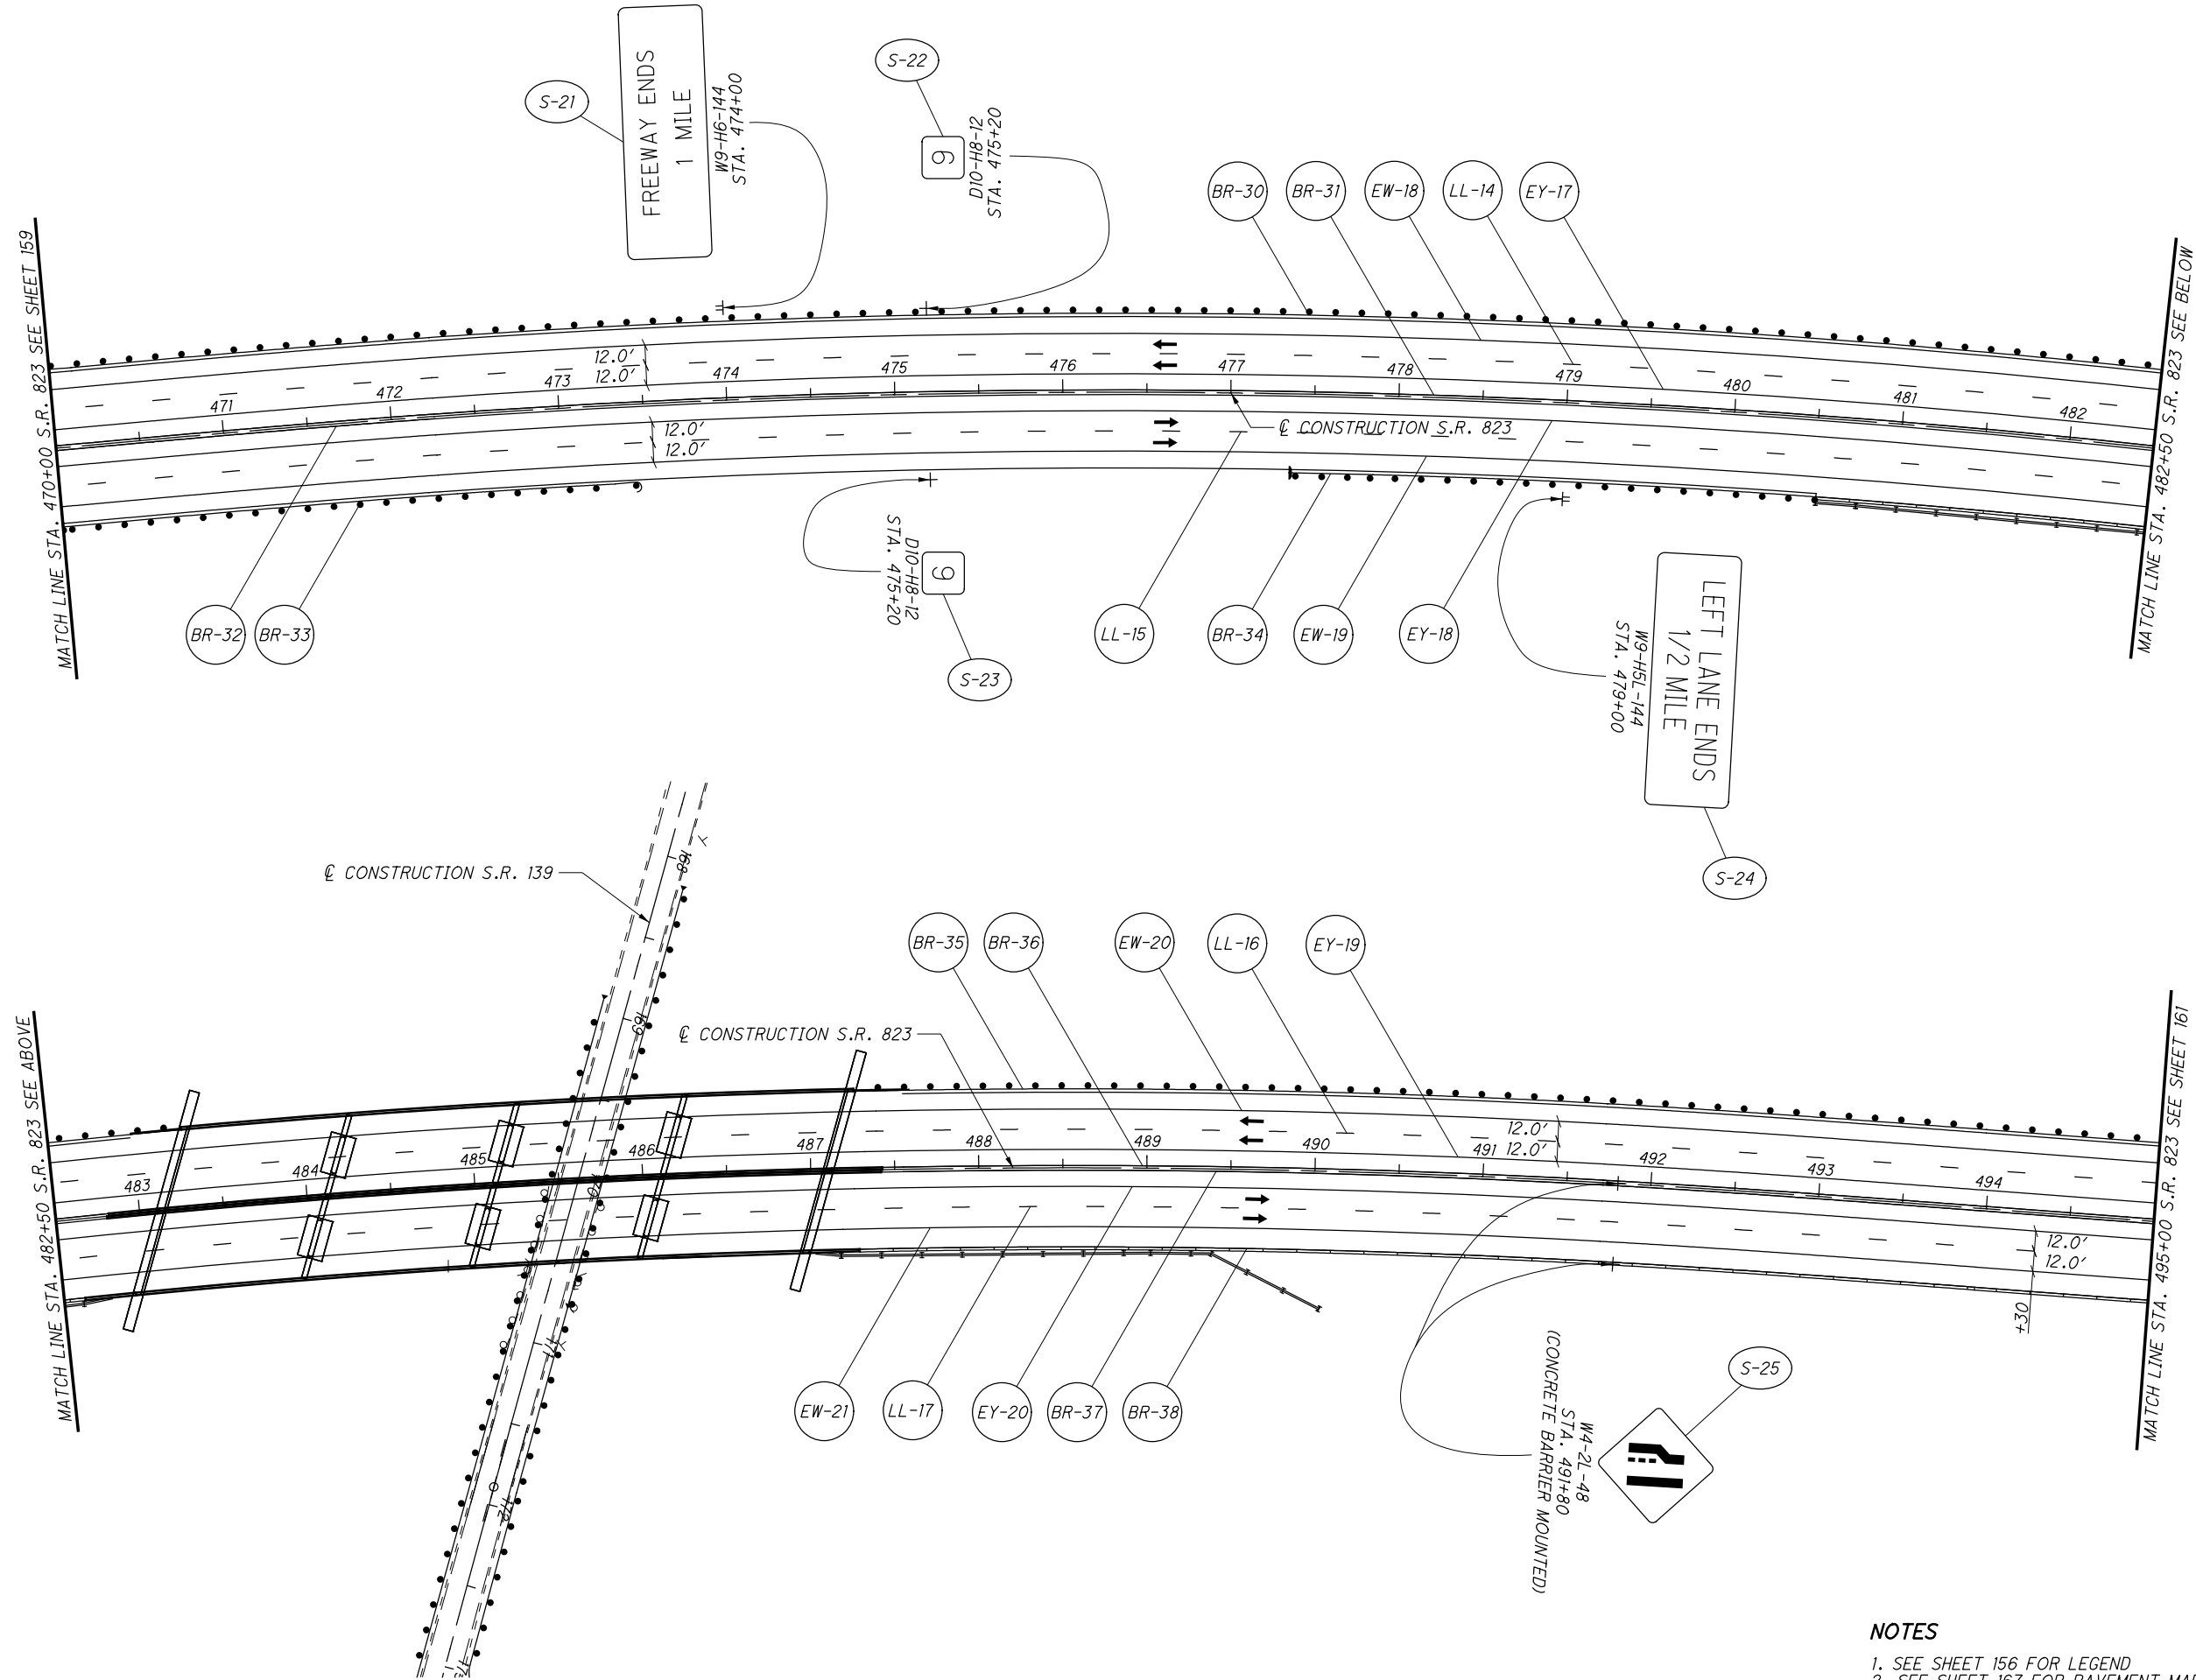 S-21
FREEWAY ENDS
1 MILE
W9-H6-144
STA. 474+00
S-22
9
D10-H8-12
STA. 475+20
BR-30
BR-31
EW-18
LL-14
EY-17
MATCH LINE STA. 470+00 S.R. 823 SEE SHEET 159
MATCH LINE STA. 482+50 S.R. 823 SEE BELOW
12.0'
12.0'
471
472
473
474
475
476
477
478
479
480
481
482
12.0'
12.0'
℄ CONSTRUCTION S.R. 823
BR-32
BR-33
D10-H8-12
STA. 475+20
9
S-23
LL-15
BR-34
EW-19
EY-18
LEFT LANE ENDS
1/2 MILE
W9-H5L-144
STA. 479+00
S-24
℄ CONSTRUCTION S.R. 139
168
169
170
171
172
BR-35
BR-36
EW-20
LL-16
EY-19
℄ CONSTRUCTION S.R. 823
MATCH LINE STA. 482+50 S.R. 823 SEE ABOVE
MATCH LINE STA. 495+00 S.R. 823 SEE SHEET 161
483
484
485
486
487
488
489
490
491
492
493
494
12.0'
12.0'
12.0'
12.0'
+30
EW-21
LL-17
EY-20
BR-37
BR-38
S-25
W4-2L-48
STA. 491+80
(CONCRETE BARRIER MOUNTED)
NOTES
1. SEE SHEET 156 FOR LEGEND